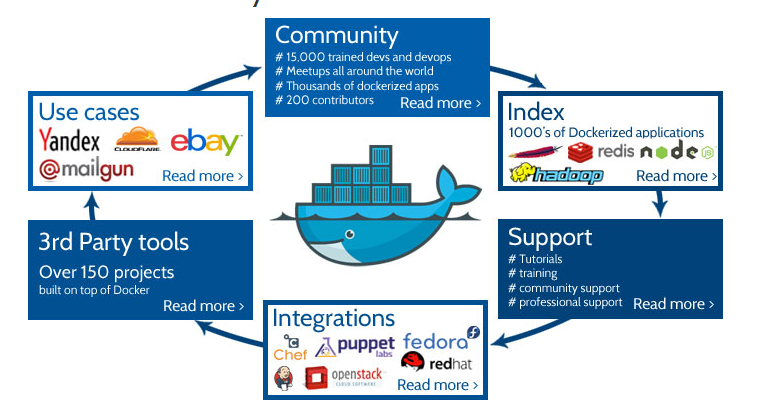 Community
# 15,000 trained devs and devops
# Meetups all around the world
# Thousands of dockerized apps
# 200 contributors
Read more >
Index
1000's of Dockerized applications
redis
node
JS
hadoop
Read more >
Support
# Tutorials
# training
# community support
# professional support
Read more >
Integrations
Chef
puppet
labs
fedora
redhat
openstack
CLOUD SOFTWARE
Read more >
3rd Party tools
Over 150 projects
built on top of Docker
Read more >
Use cases
Yandex
CLOUDFLARE
ebay
@mailgun
Read more >